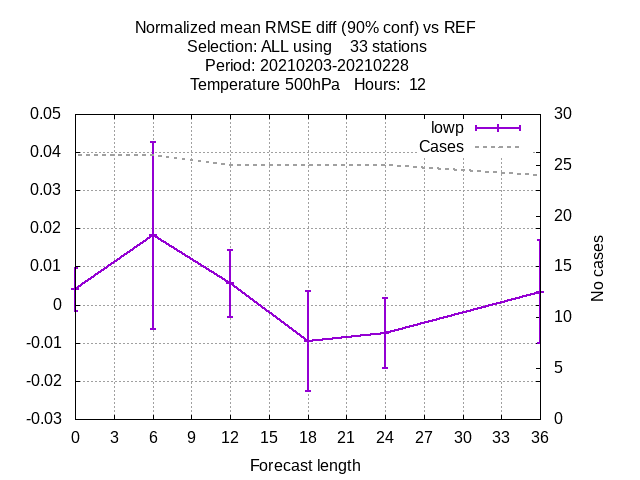 Normalized mean RMSE diff (90% conf) vs REF
Selection: ALL using    33 stations
Period: 20210203-20210228
Temperature 500hPa   Hours:  12
lowp
Cases
0.05
0.04
0.03
0.02
0.01
0
-0.01
-0.02
-0.03
30
25
20
15
10
5
0
No cases
0 3 6 9 12 15 18 21 24 27 30 33 36
Forecast length